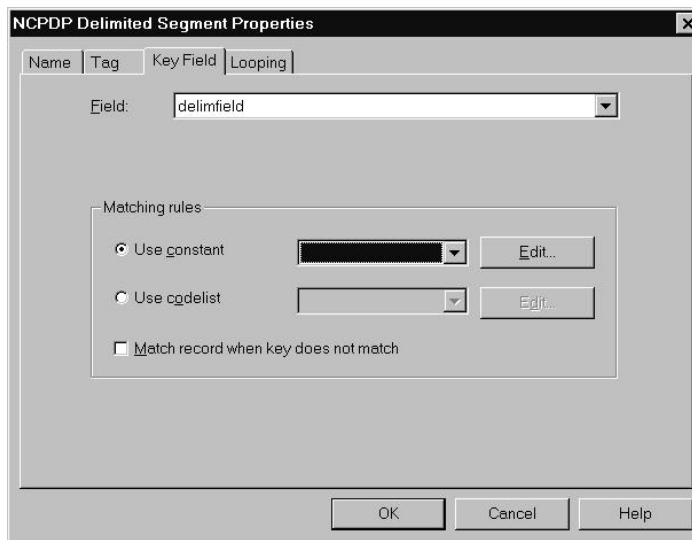 NCPDP Delimited Segment Properties
Name Tag Key Field Looping
Field: delimfield
Matching rules
Use constant Edit...
Use codelist Edit...
Match record when key does not match
OK Cancel Help